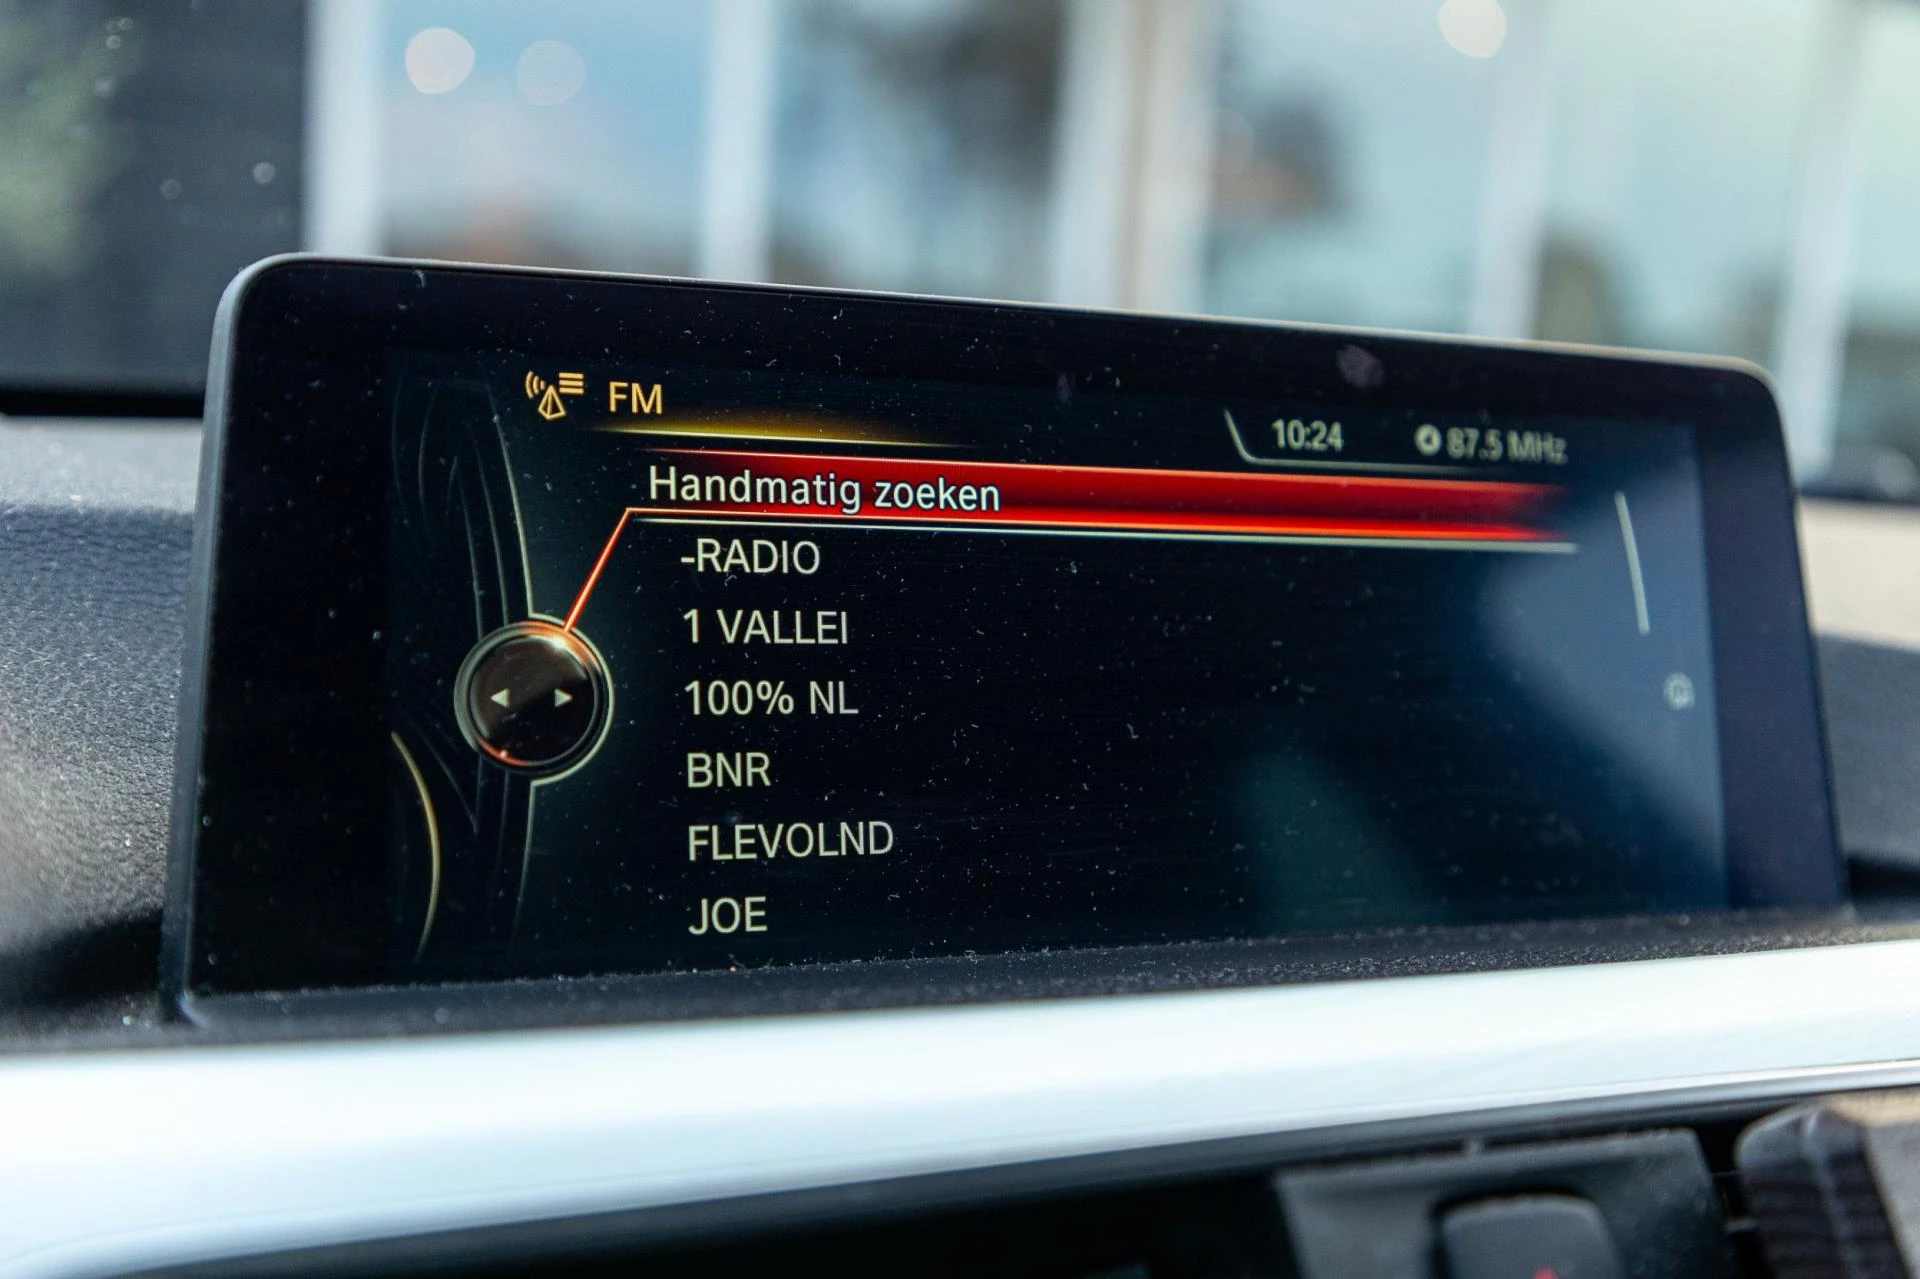 FM
10:24 87.5 MHz
Handmatig zoeken
-RADIO
1 VALLEI
100% NL
BNR
FLEVOLND
JOE